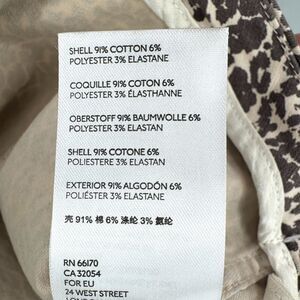 SHELL 91% COTTON 6%
POLYESTER 3% ELASTANE
COQUILLE 91% COTON 6%
POLYESTER 3% ÉLASTHANNE
OBERSTOFF 91% BAUMWOLLE 6%
POLYESTER 3% ELASTAN
SHELL 91% COTONE 6%
POLIESTERE 3% ELASTAN
EXTERIOR 91% ALGODÓN 6%
POLIÉSTER 3% ELASTANO
壳 91% 棉 6% 涤纶 3% 氨纶
RN 66170
CA 32054
FOR EU
24 WEST STREET